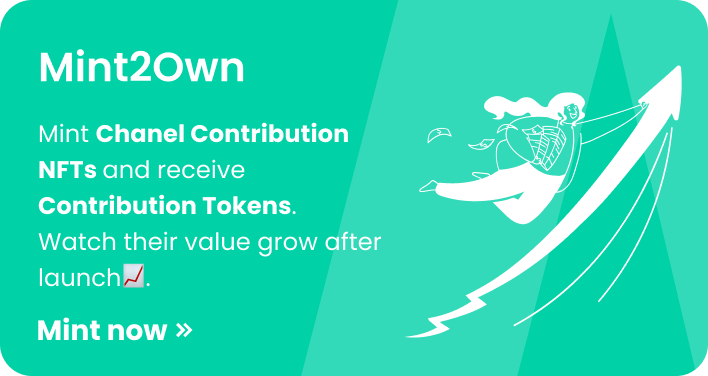 Mint2Own
Mint Chanel Contribution
NFTs and receive
Contribution Tokens.
Watch their value grow after
launch📈.
Mint now »